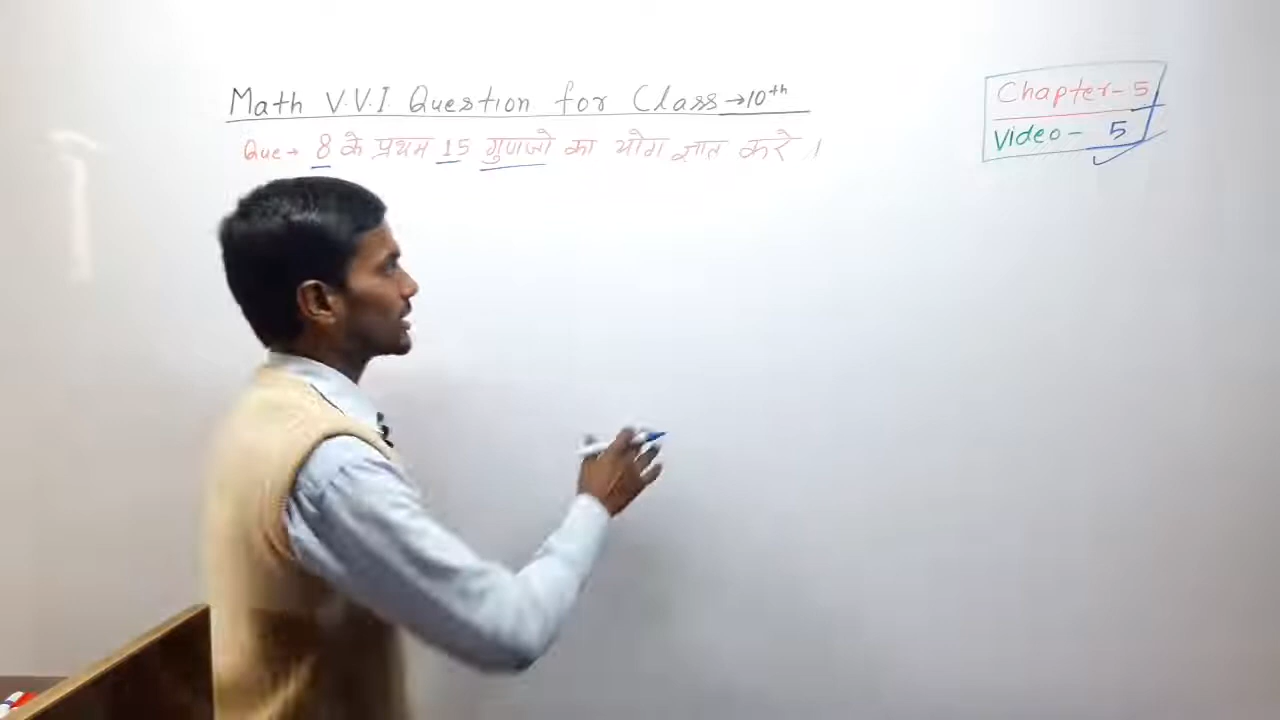 Math V.V.I Question for Class→10th
Que→ 8 के प्रथम 15 गुणजो का योग ज्ञात करे ।
Chapter-5
Video- 5